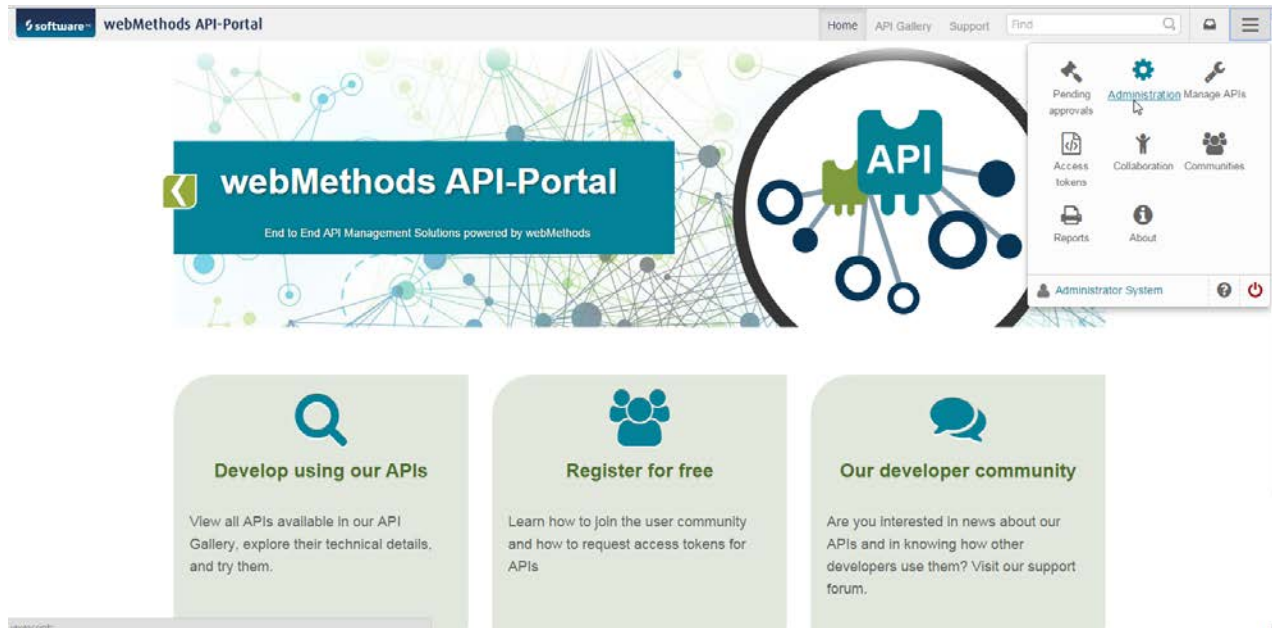 software
webMethods API-Portal
Home API Gallery Support Find
Pending approvals
Administration
Manage APIs
Access tokens
Collaboration
Communities
Reports
About
Administrator System
webMethods API-Portal
End to End API Management Solutions powered by webMethods
API
Develop using our APIs
View all APIs available in our API
Gallery, explore their technical details,
and try them.
Register for free
Learn how to join the user community
and how to request access tokens for
APIs
Our developer community
Are you interested in news about our
APIs and in knowing how other
developers use them? Visit our support
forum.